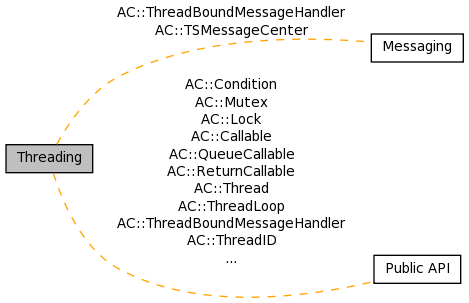 AC::ThreadBoundMessageHandler
AC::TSMessageCenter
Messaging
AC::Condition
AC::Mutex
AC::Lock
AC::Callable
AC::QueueCallable
AC::ReturnCallable
AC::Thread
AC::ThreadLoop
AC::ThreadBoundMessageHandler
AC::ThreadID
...
Threading
Public API